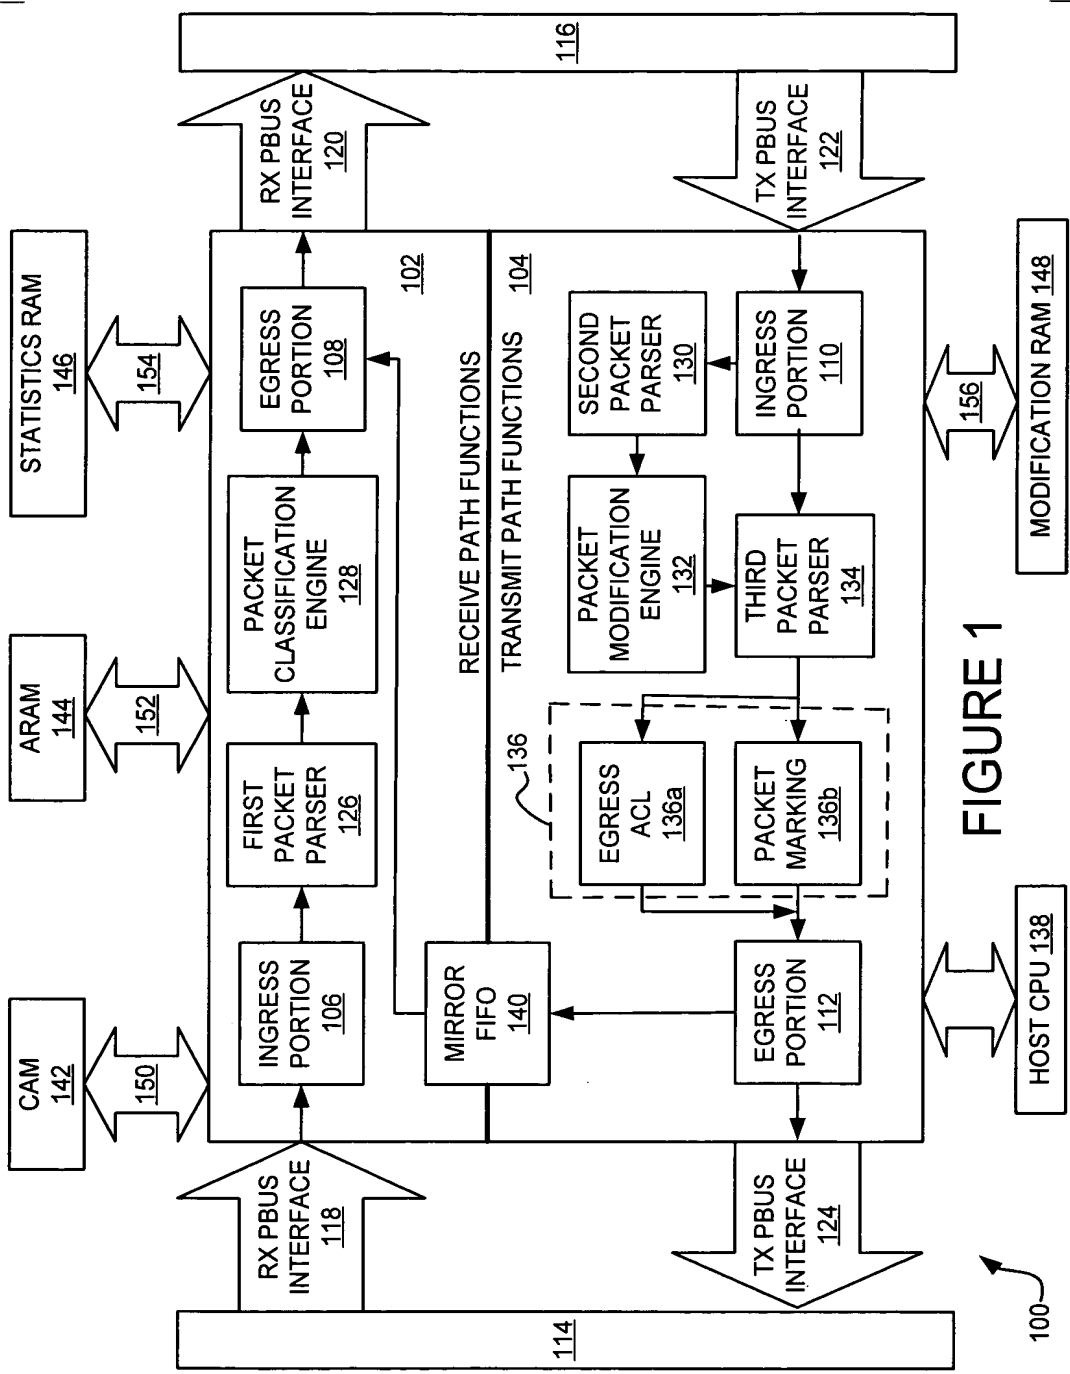 CAM
142
ARAM
144
STATISTICS RAM
146
150
152
154
114
RX PBUS
INTERFACE
118
INGRESS
PORTION
106
FIRST
PACKET
PARSER
126
PACKET
CLASSIFICATION
ENGINE
128
EGRESS
PORTION
108
RX PBUS
INTERFACE
120
116
102
MIRROR
FIFO
140
RECEIVE PATH FUNCTIONS
TRANSMIT PATH FUNCTIONS
104
136
EGRESS
ACL
136a
PACKET
MODIFICATION
ENGINE
132
SECOND
PACKET
PARSER
130
TX PBUS
INTERFACE
124
EGRESS
PORTION
112
PACKET
MARKING
136b
THIRD
PACKET
PARSER
134
INGRESS
PORTION
110
TX PBUS
INTERFACE
122
156
HOST CPU 138
MODIFICATION RAM 148
100
FIGURE 1